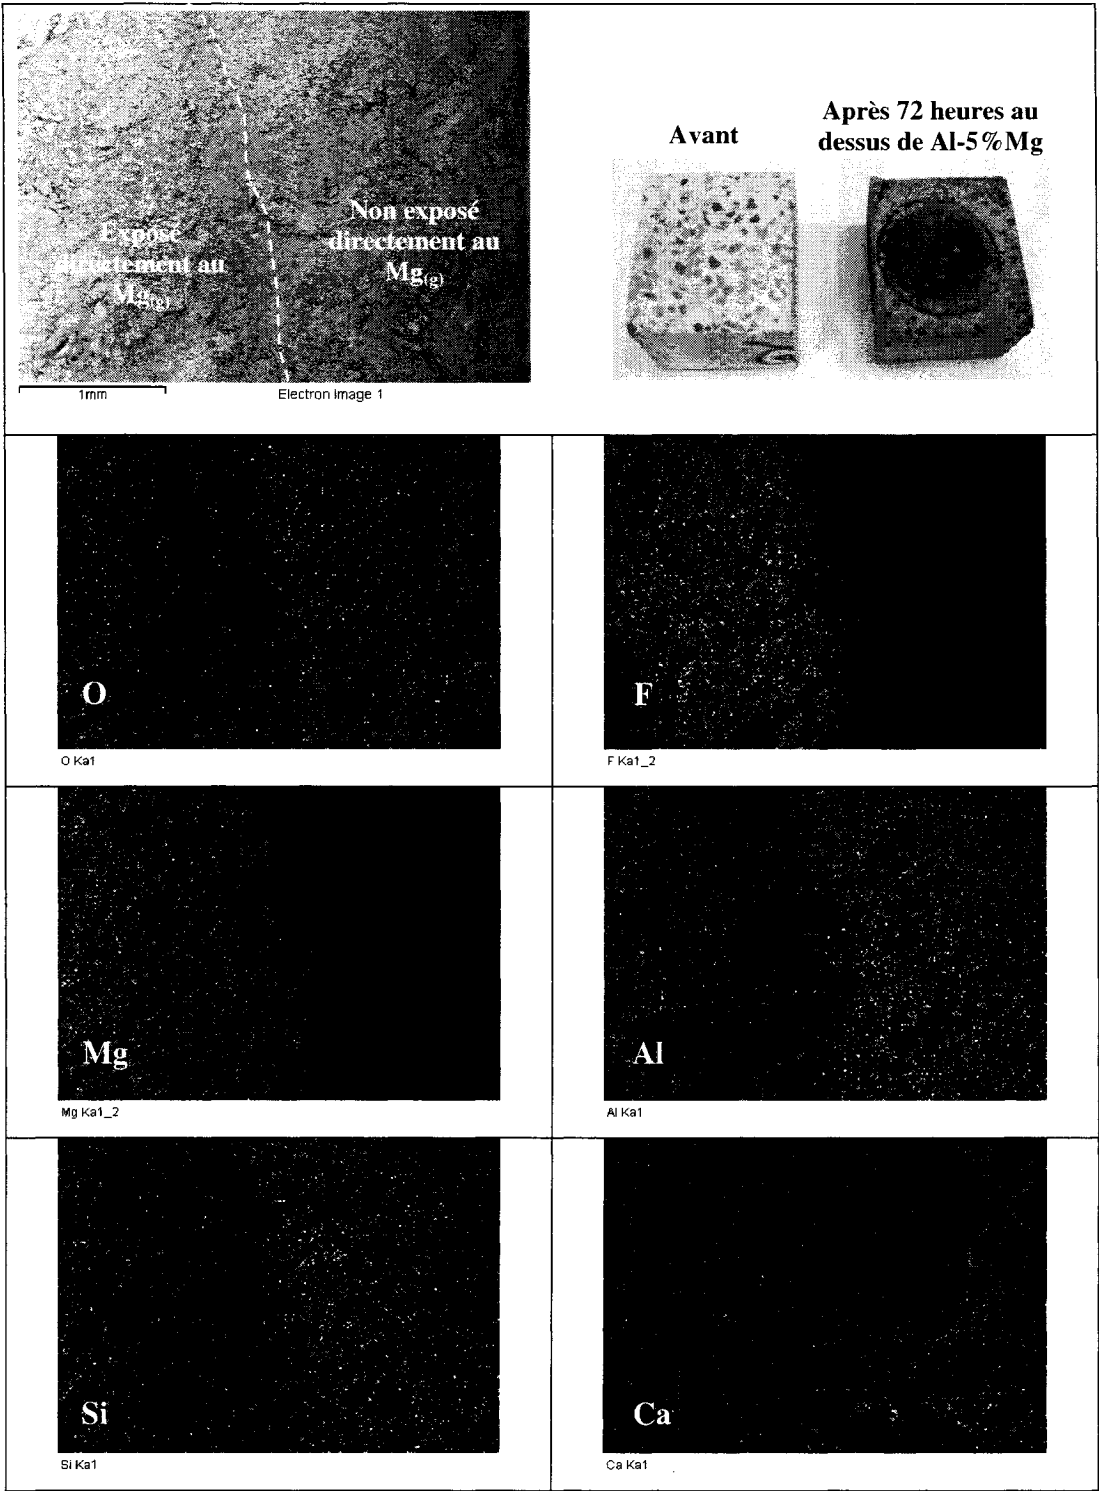 Exposé
directement au
Mg(g)
Non exposé
directement au
Mg(g)
1mm
Electron Image 1
Avant
Après 72 heures au
dessus de Al-5%Mg
O
O Ka1
F
F Ka1_2
Mg
Mg Ka1_2
Al
Al Ka1
Si
Si Ka1
Ca
Ca Ka1